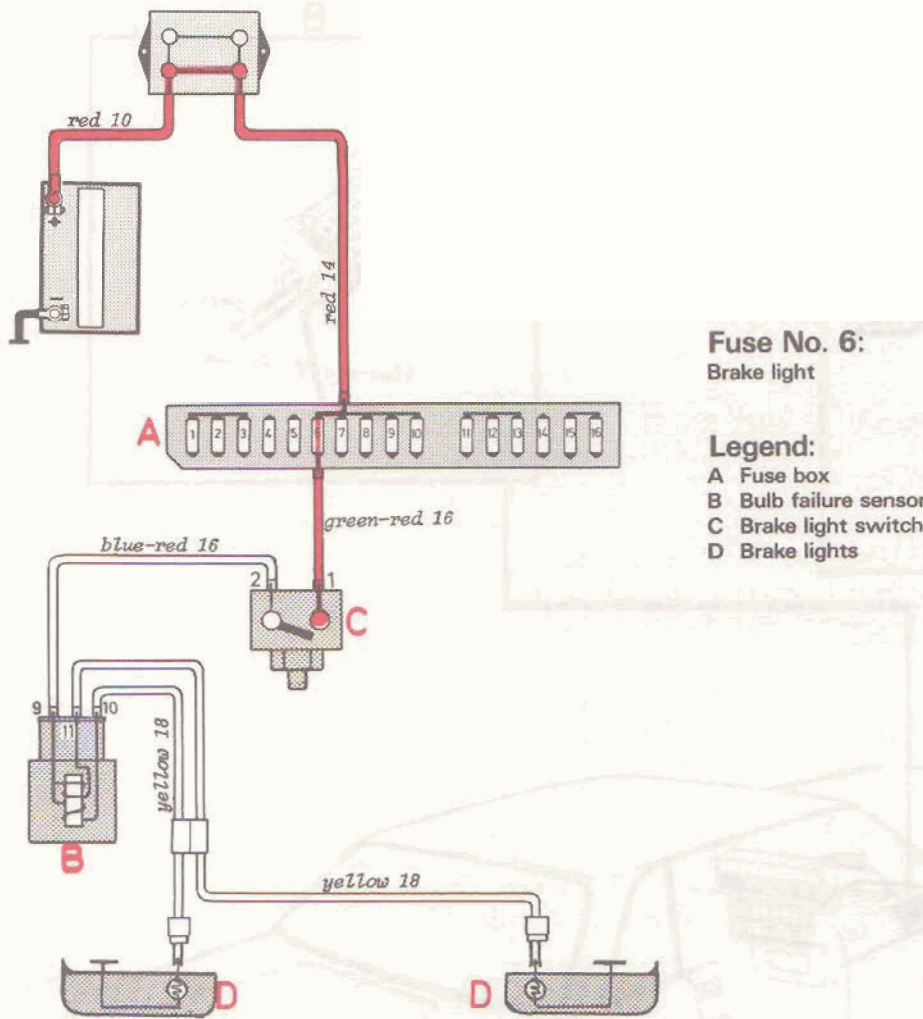 red 10
+
−
red 14
Fuse No. 6:
Brake light
A
1 2 3 4 5 6 7 8 9 10 11 12 13 14 15 16
Legend:
A Fuse box
B Bulb failure sensor
C Brake light switch
D Brake lights
green-red 16
blue-red 16
2 1
C
9 11 10
yellow 18
B
yellow 18
D
D